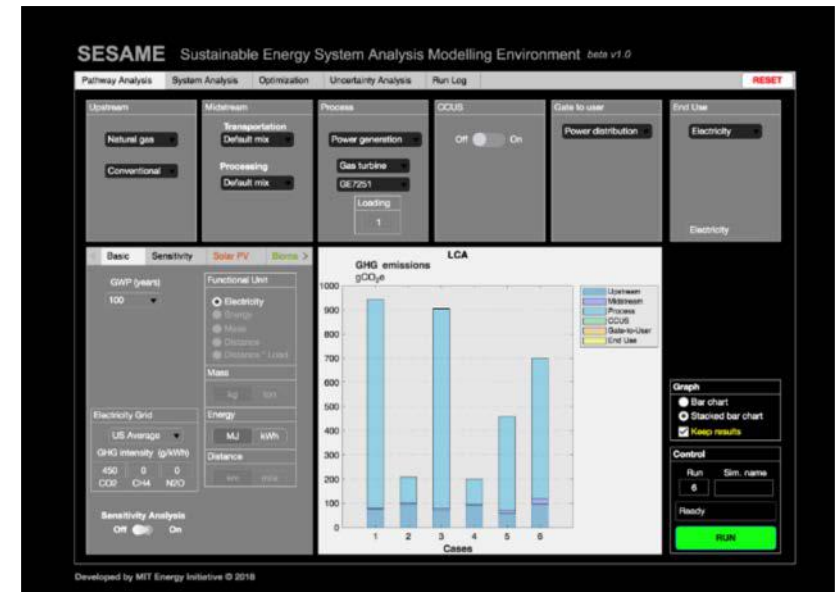 SESAME Sustainable Energy System Analysis Modelling Environment beta v1.0
Pathway Analysis System Analysis Optimization Uncertainty Analysis Run Log RESET
Upstream
Natural gas
Conventional
Midstream
Transportation
Default mix
Processing
Default mix
Process
Power generation
Gas turbine
GE7251
Loading
1
CCUS
Off On
Gate to user
Power distribution
End Use
Electricity
Electricity
< Basic Sensitivity Solar PV Bioma >
GWP (years)
100
Functional Unit
Electricity
Energy
Mass
Distance
Distance * Load
Mass
kg ton
Energy
MJ kWh
Distance
km mile
Electricity Grid
US Average
GHG intensity (g/kWh)
450 0 0
CO2 CH4 N2O
Sensitivity Analysis
Off On
LCA
GHG emissions
gCO2e
1000
900
800
700
600
500
400
300
200
100
0
1 2 3 4 5 6
Cases
Upstream
Midstream
Process
CCUS
Gate-to-User
End Use
Graph
Bar chart
Stacked bar chart
Keep results
Control
Run Sim. name
6
Ready
RUN
Developed by MIT Energy Initiative © 2018